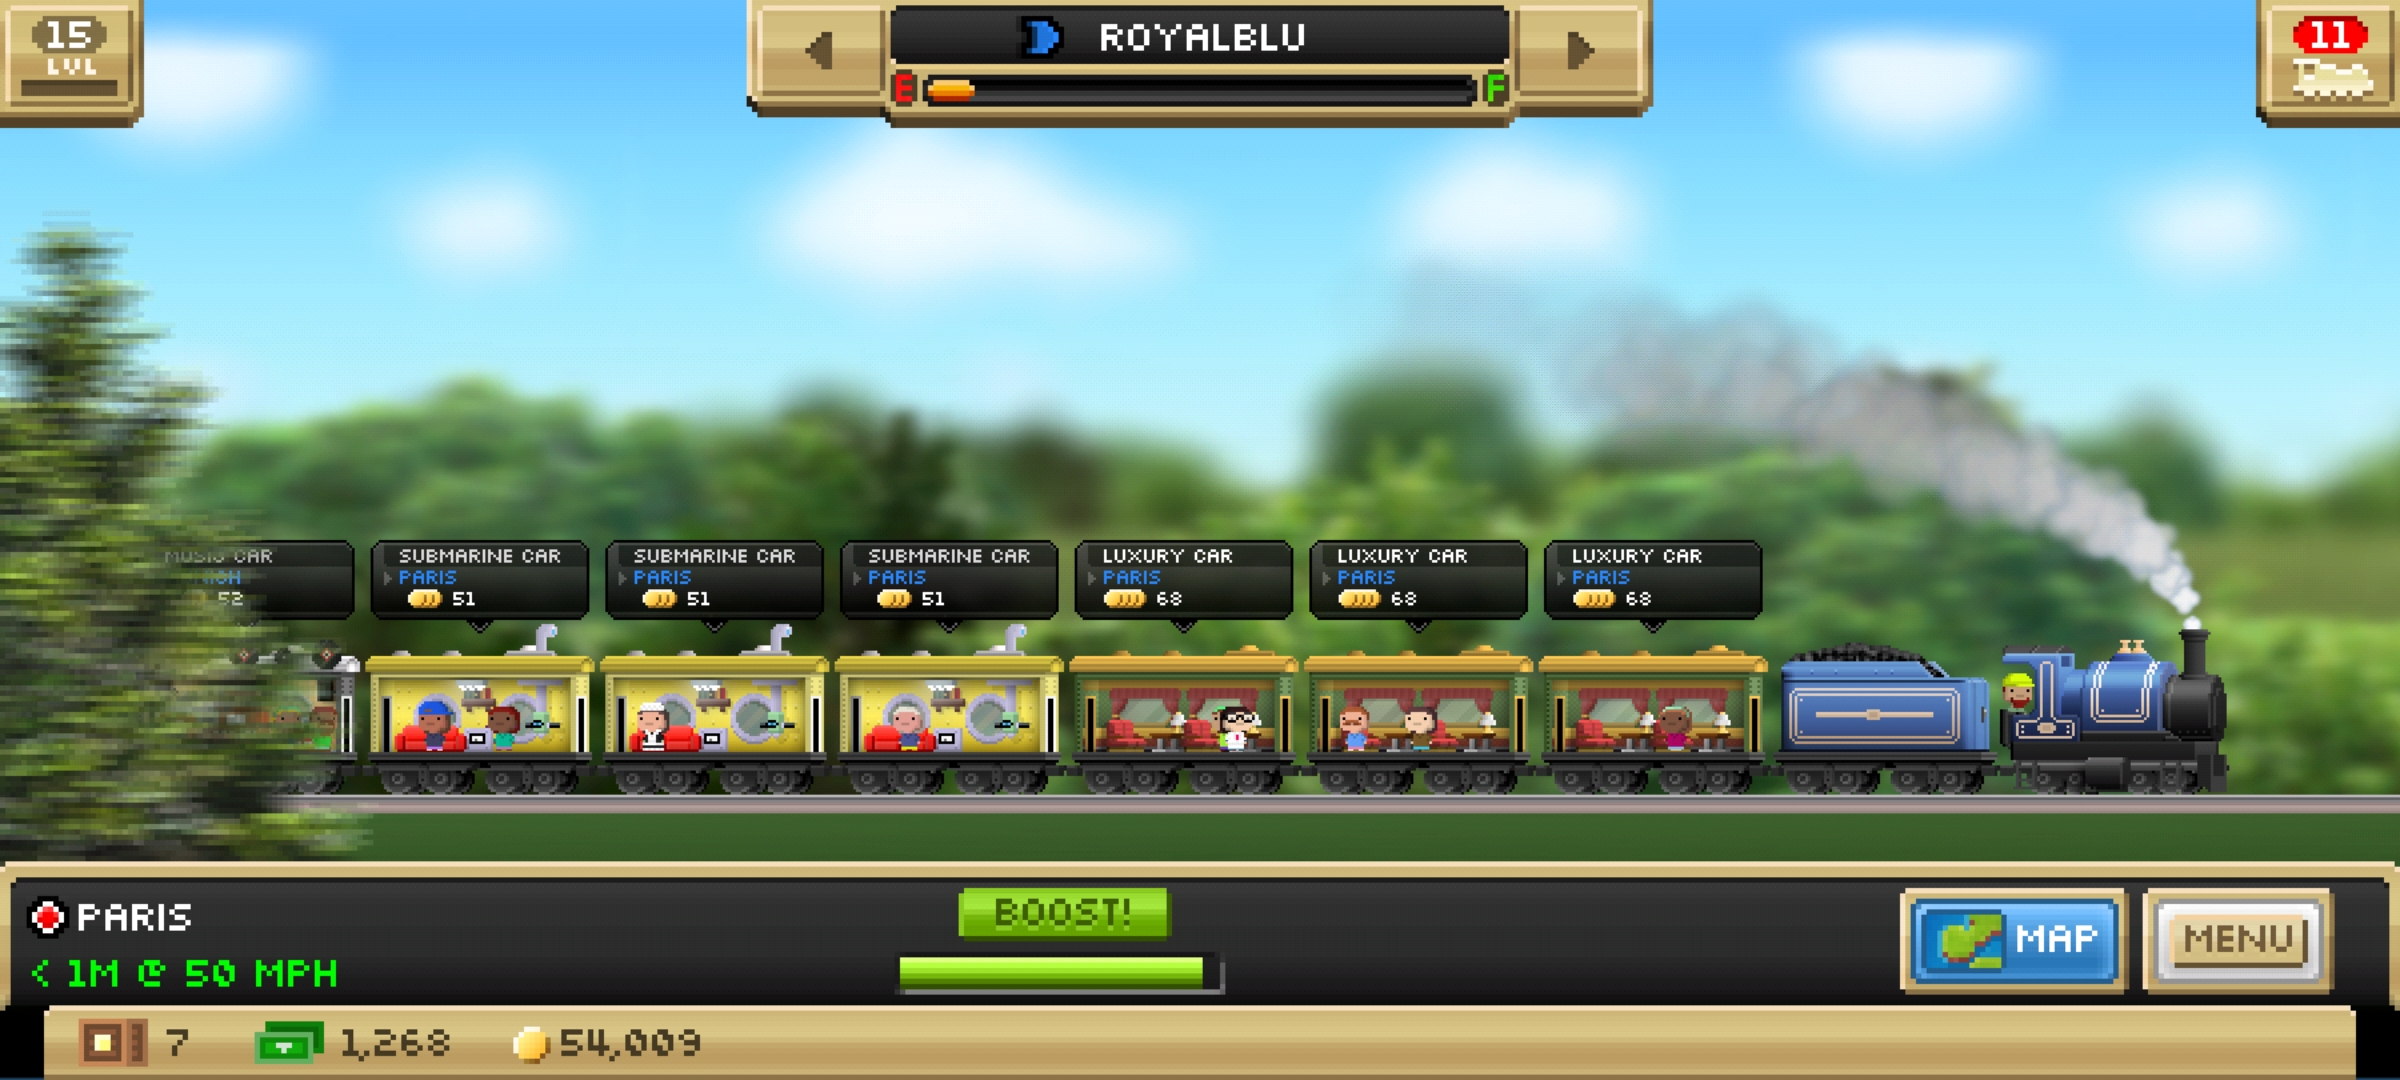 15
LVL
ROYALBLU
E F
11
CAR
52
SUBMARINE CAR
PARIS
51
SUBMARINE CAR
PARIS
51
SUBMARINE CAR
PARIS
51
LUXURY CAR
PARIS
68
LUXURY CAR
PARIS
68
LUXURY CAR
PARIS
68
PARIS
< 1M @ 50 MPH
BOOST!
MAP
MENU
7
1,268
54,009